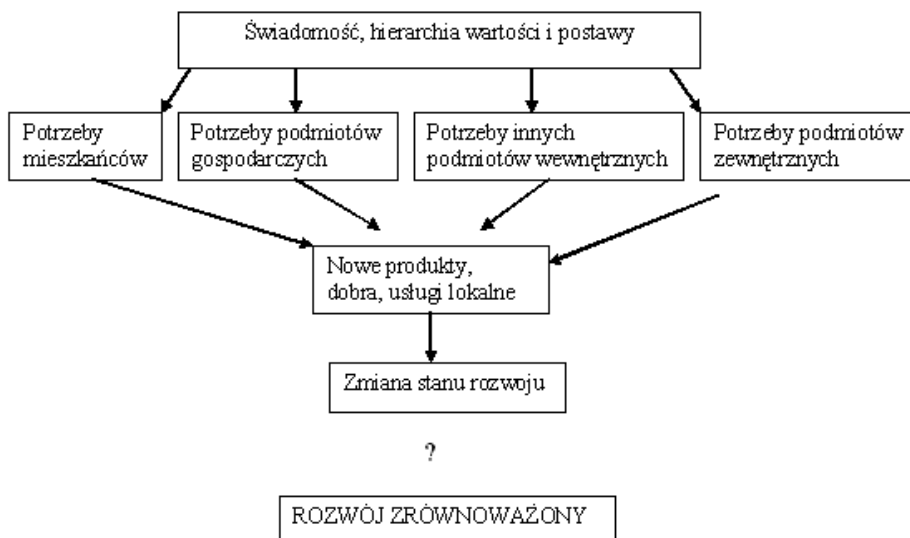 Świadomość, hierarchia wartości i postawy
Potrzeby
mieszkańców
Potrzeby podmiotów
gospodarczych
Potrzeby innych
podmiotów wewnętrznych
Potrzeby podmiotów
zewnętrznych
Nowe produkty,
dobra, usługi lokalne
Zmiana stanu rozwoju
?
ROZWÓJ ZRÓWNOWAŻONY